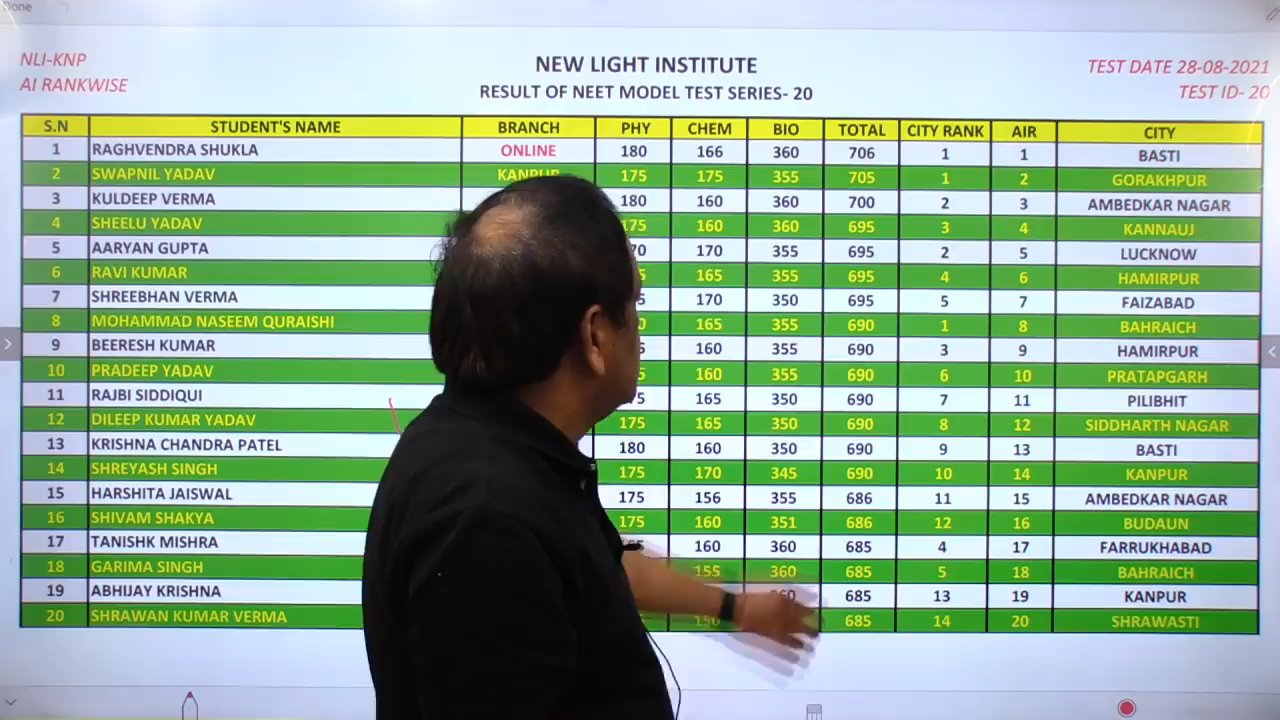 Done
NLI-KNP
AI RANKWISE
NEW LIGHT INSTITUTE
RESULT OF NEET MODEL TEST SERIES- 20
TEST DATE 28-08-2021
TEST ID- 20
S.N STUDENT'S NAME BRANCH PHY CHEM BIO TOTAL CITY RANK AIR CITY
1 RAGHVENDRA SHUKLA ONLINE 180 166 360 706 1 1 BASTI
2 SWAPNIL YADAV KANPUR 175 175 355 705 1 2 GORAKHPUR
3 KULDEEP VERMA 180 160 360 700 2 3 AMBEDKAR NAGAR
4 SHEELU YADAV 175 160 360 695 3 4 KANNAUJ
5 AARYAN GUPTA 170 355 695 2 5 LUCKNOW
6 RAVI KUMAR 165 355 695 4 6 HAMIRPUR
7 SHREEBHAN VERMA 170 350 695 5 7 FAIZABAD
8 MOHAMMAD NASEEM QURAISHI 165 355 690 1 8 BAHRAICH
9 BEERESH KUMAR 160 355 690 3 9 HAMIRPUR
10 PRADEEP YADAV 160 355 690 6 10 PRATAPGARH
11 RAJBI SIDDIQUI 165 350 690 7 11 PILIBHIT
12 DILEEP KUMAR YADAV 175 165 350 690 8 12 SIDDHARTH NAGAR
13 KRISHNA CHANDRA PATEL 180 160 350 690 9 13 BASTI
14 SHREYASH SINGH 175 170 345 690 10 14 KANPUR
15 HARSHITA JAISWAL 175 156 355 686 11 15 AMBEDKAR NAGAR
16 SHIVAM SHAKYA 175 160 351 686 12 16 BUDAUN
17 TANISHK MISHRA 160 360 685 4 17 FARRUKHABAD
18 GARIMA SINGH 155 360 685 5 18 BAHRAICH
19 ABHIJAY KRISHNA 360 685 13 19 KANPUR
20 SHRAWAN KUMAR VERMA 150 685 14 20 SHRAWASTI